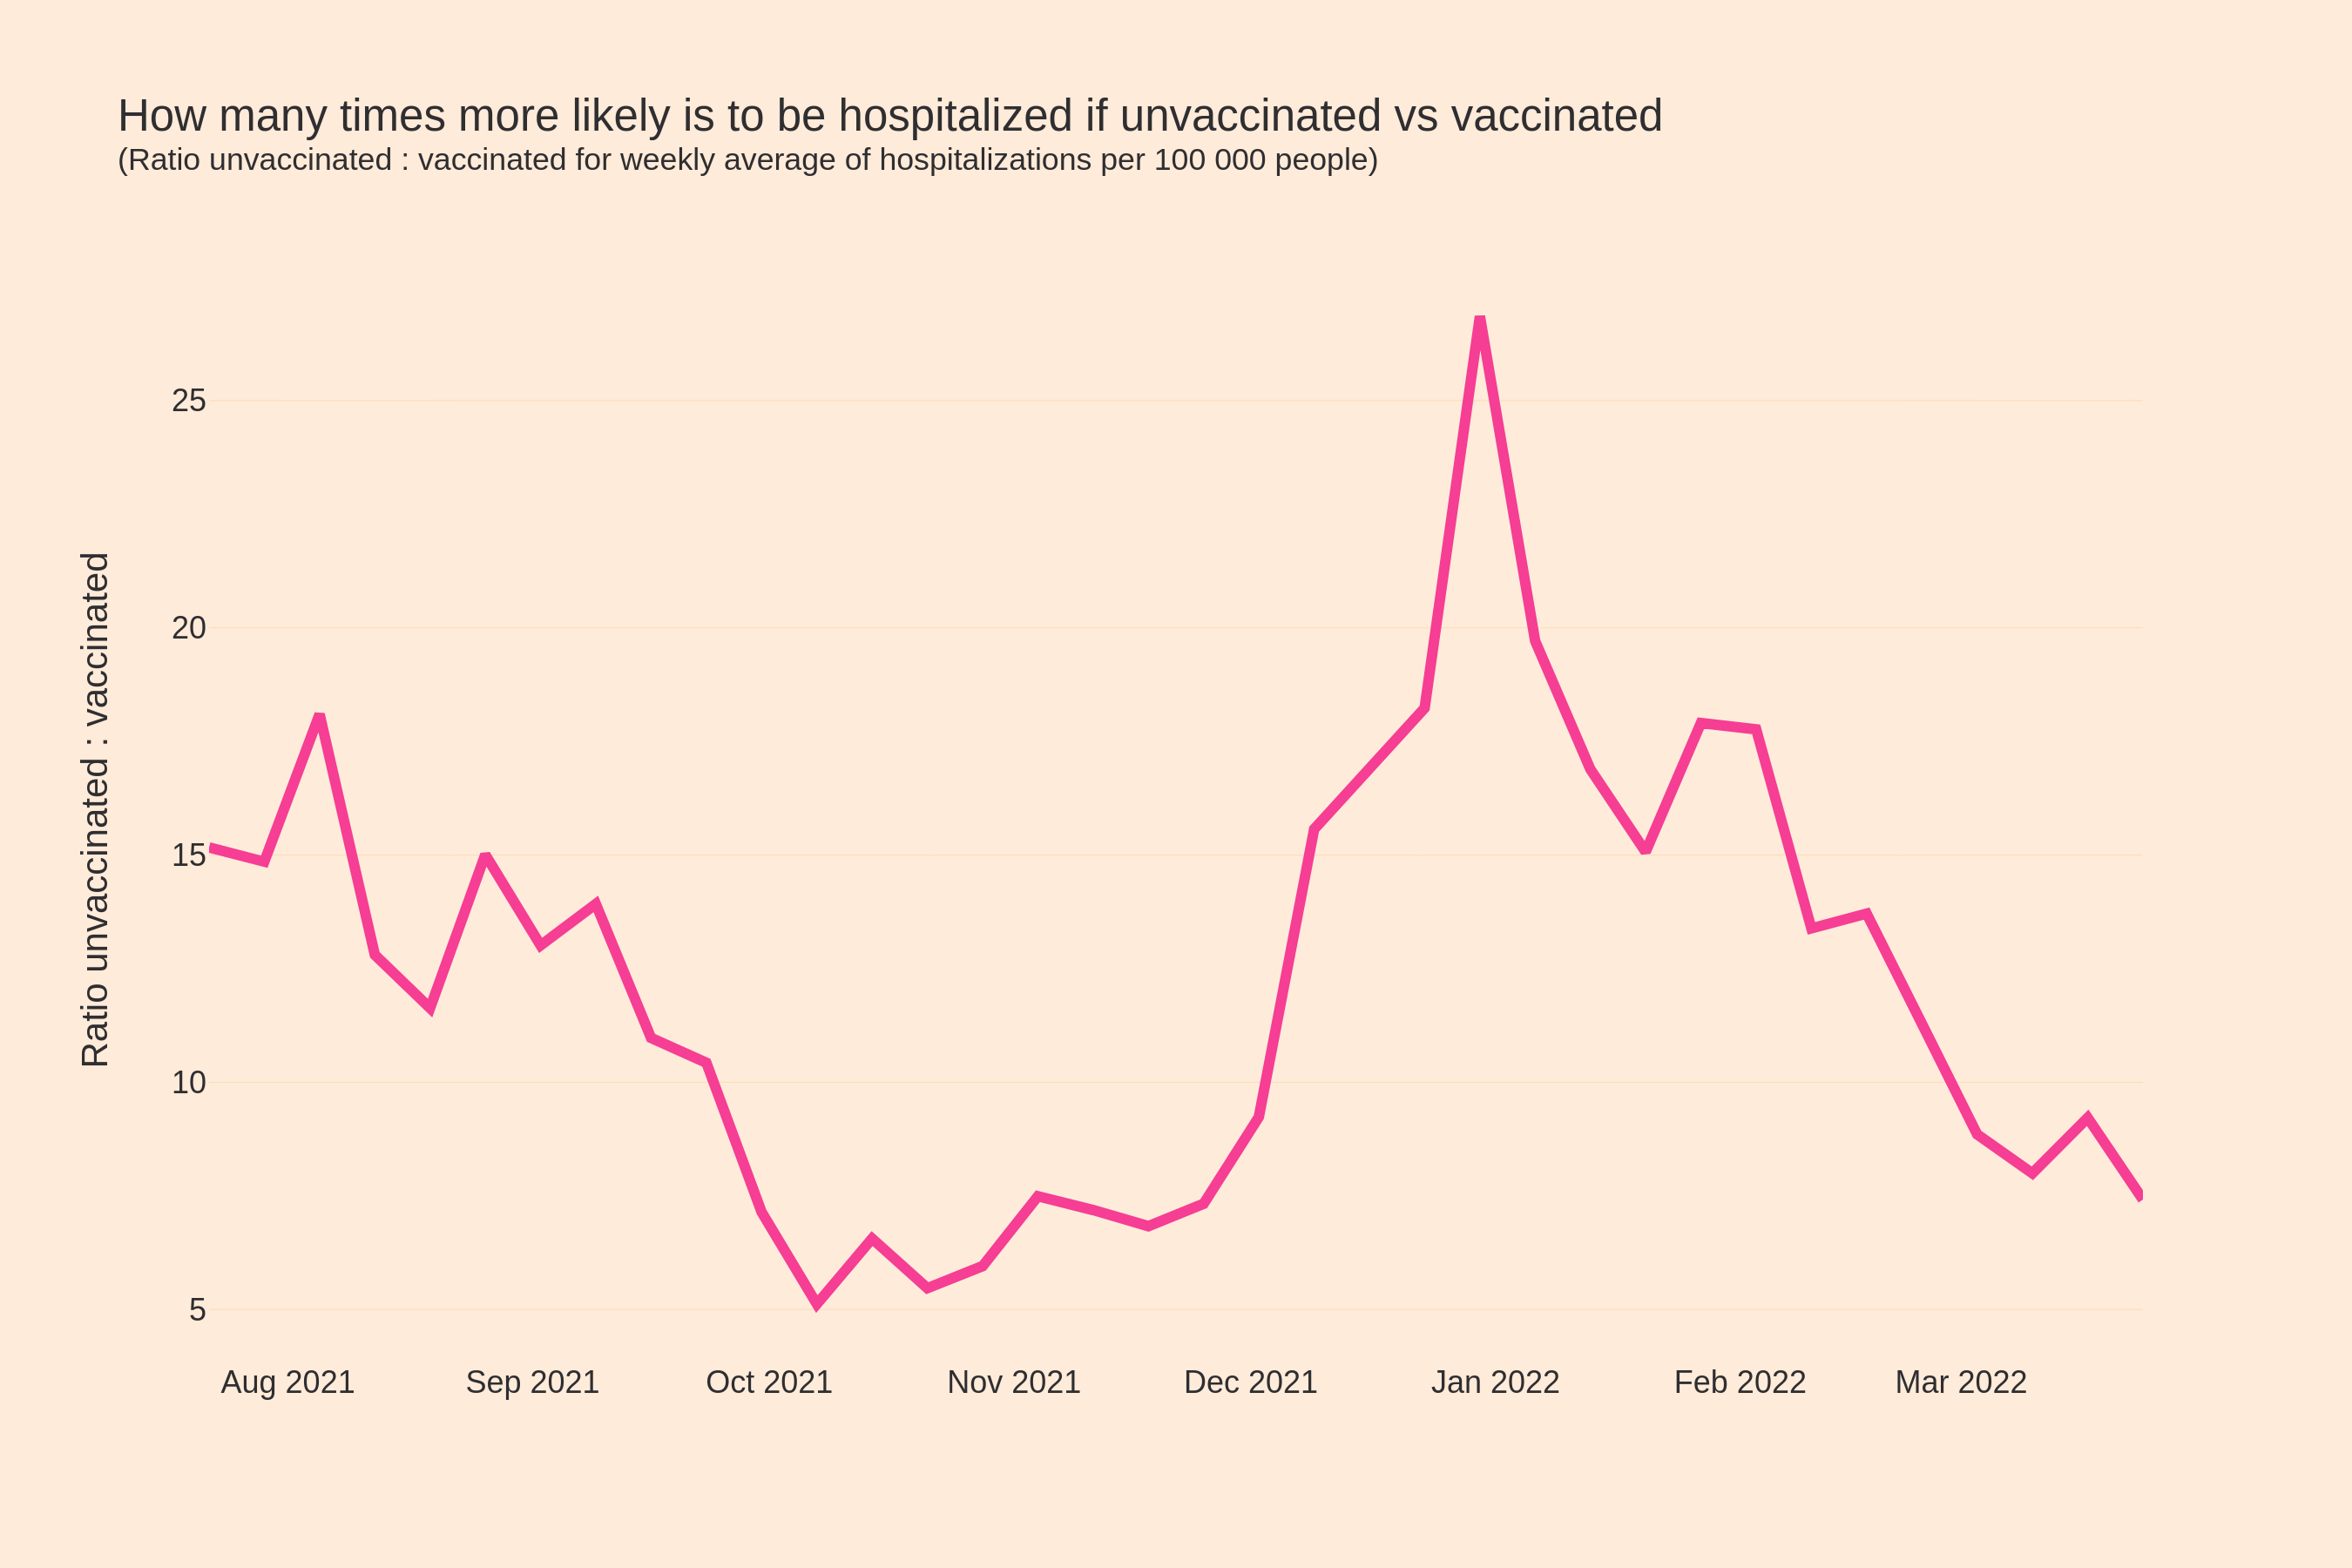 How many times more likely is to be hospitalized if unvaccinated vs vaccinated
(Ratio unvaccinated : vaccinated for weekly average of hospitalizations per 100 000 people)
Ratio unvaccinated : vaccinated
25
20
15
10
5
Aug 2021
Sep 2021
Oct 2021
Nov 2021
Dec 2021
Jan 2022
Feb 2022
Mar 2022